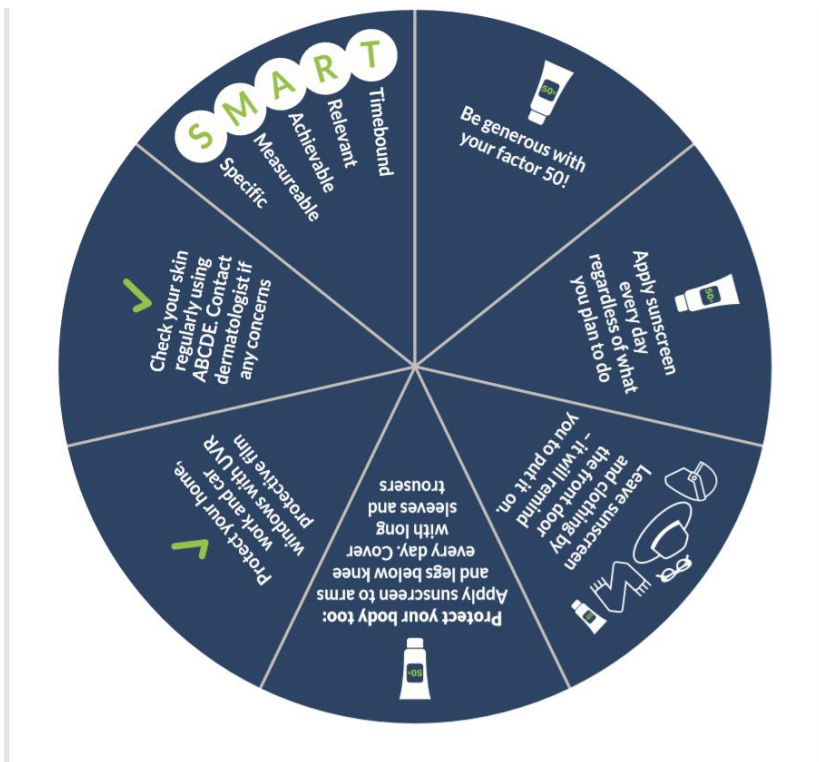 S M A R T
Specific
Measureable
Achievable
Relevant
Timebound
50+
Be generous with
your factor 50!
50+
Apply sunscreen
every day
regardless of what
you plan to do
Leave sunscreen
and clothing by
the front door
– it will remind
you to put it on.
50+
Protect your body too:
Apply sunscreen to arms
and legs below knee
every day. Cover
with long
sleeves and
trousers
Protect your home,
work and car
windows with UVR
protective film
Check your skin
regularly using
ABCDE. Contact
dermatologist if
any concerns